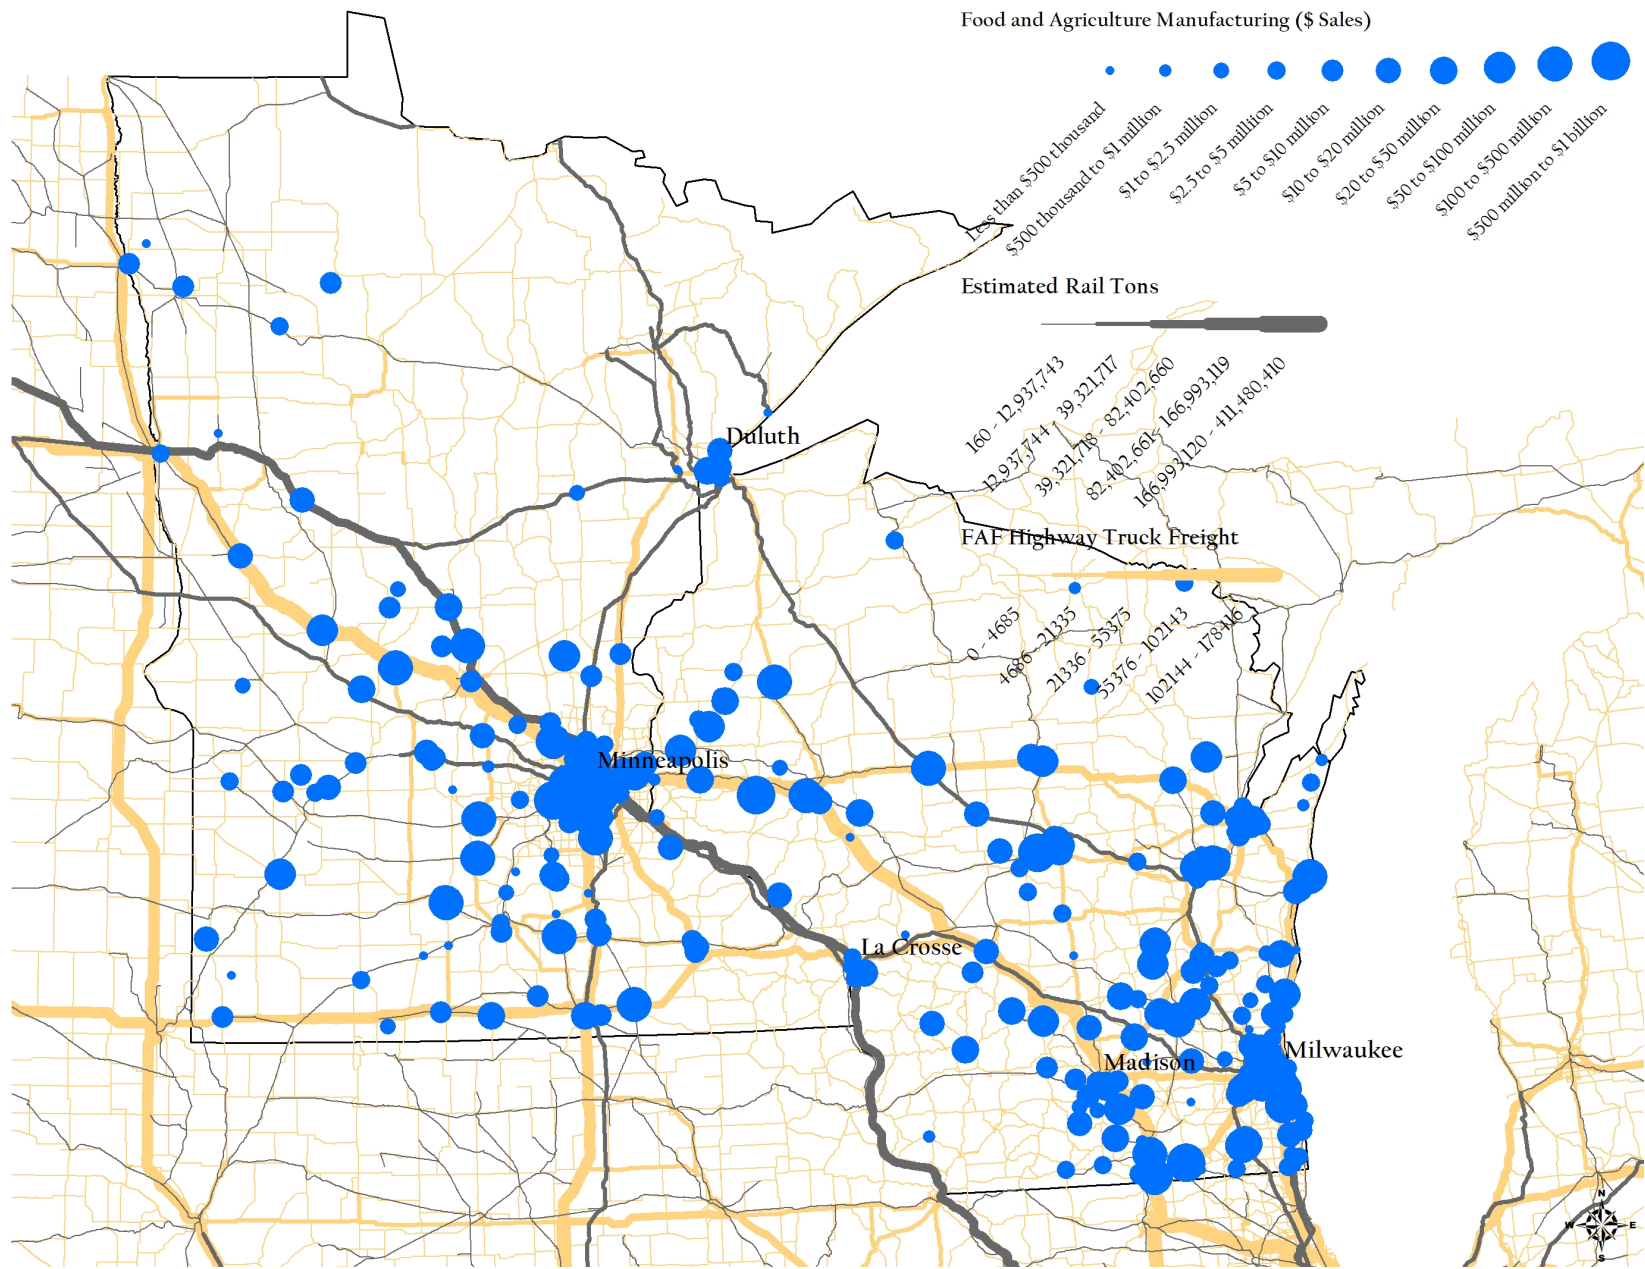 Food and Agriculture Manufacturing ($ Sales)
Less than $500 thousand
$500 thousand to $1 million
$1 to $2.5 million
$2.5 to $5 million
$5 to $10 million
$10 to $20 million
$20 to $50 million
$50 to $100 million
$100 to $500 million
$500 million to $1 billion
Estimated Rail Tons
160 - 12,937,743
12,937,744 - 39,321,717
39,321,718 - 82,402,660
82,402,661 - 166,993,119
166,993,120 - 411,480,410
Duluth
FAF Highway Truck Freight
0 - 4685
4686 - 21335
21336 - 55375
55376 - 102143
102144 - 178416
Minneapolis
La Crosse
Madison
Milwaukee
N
W E
S